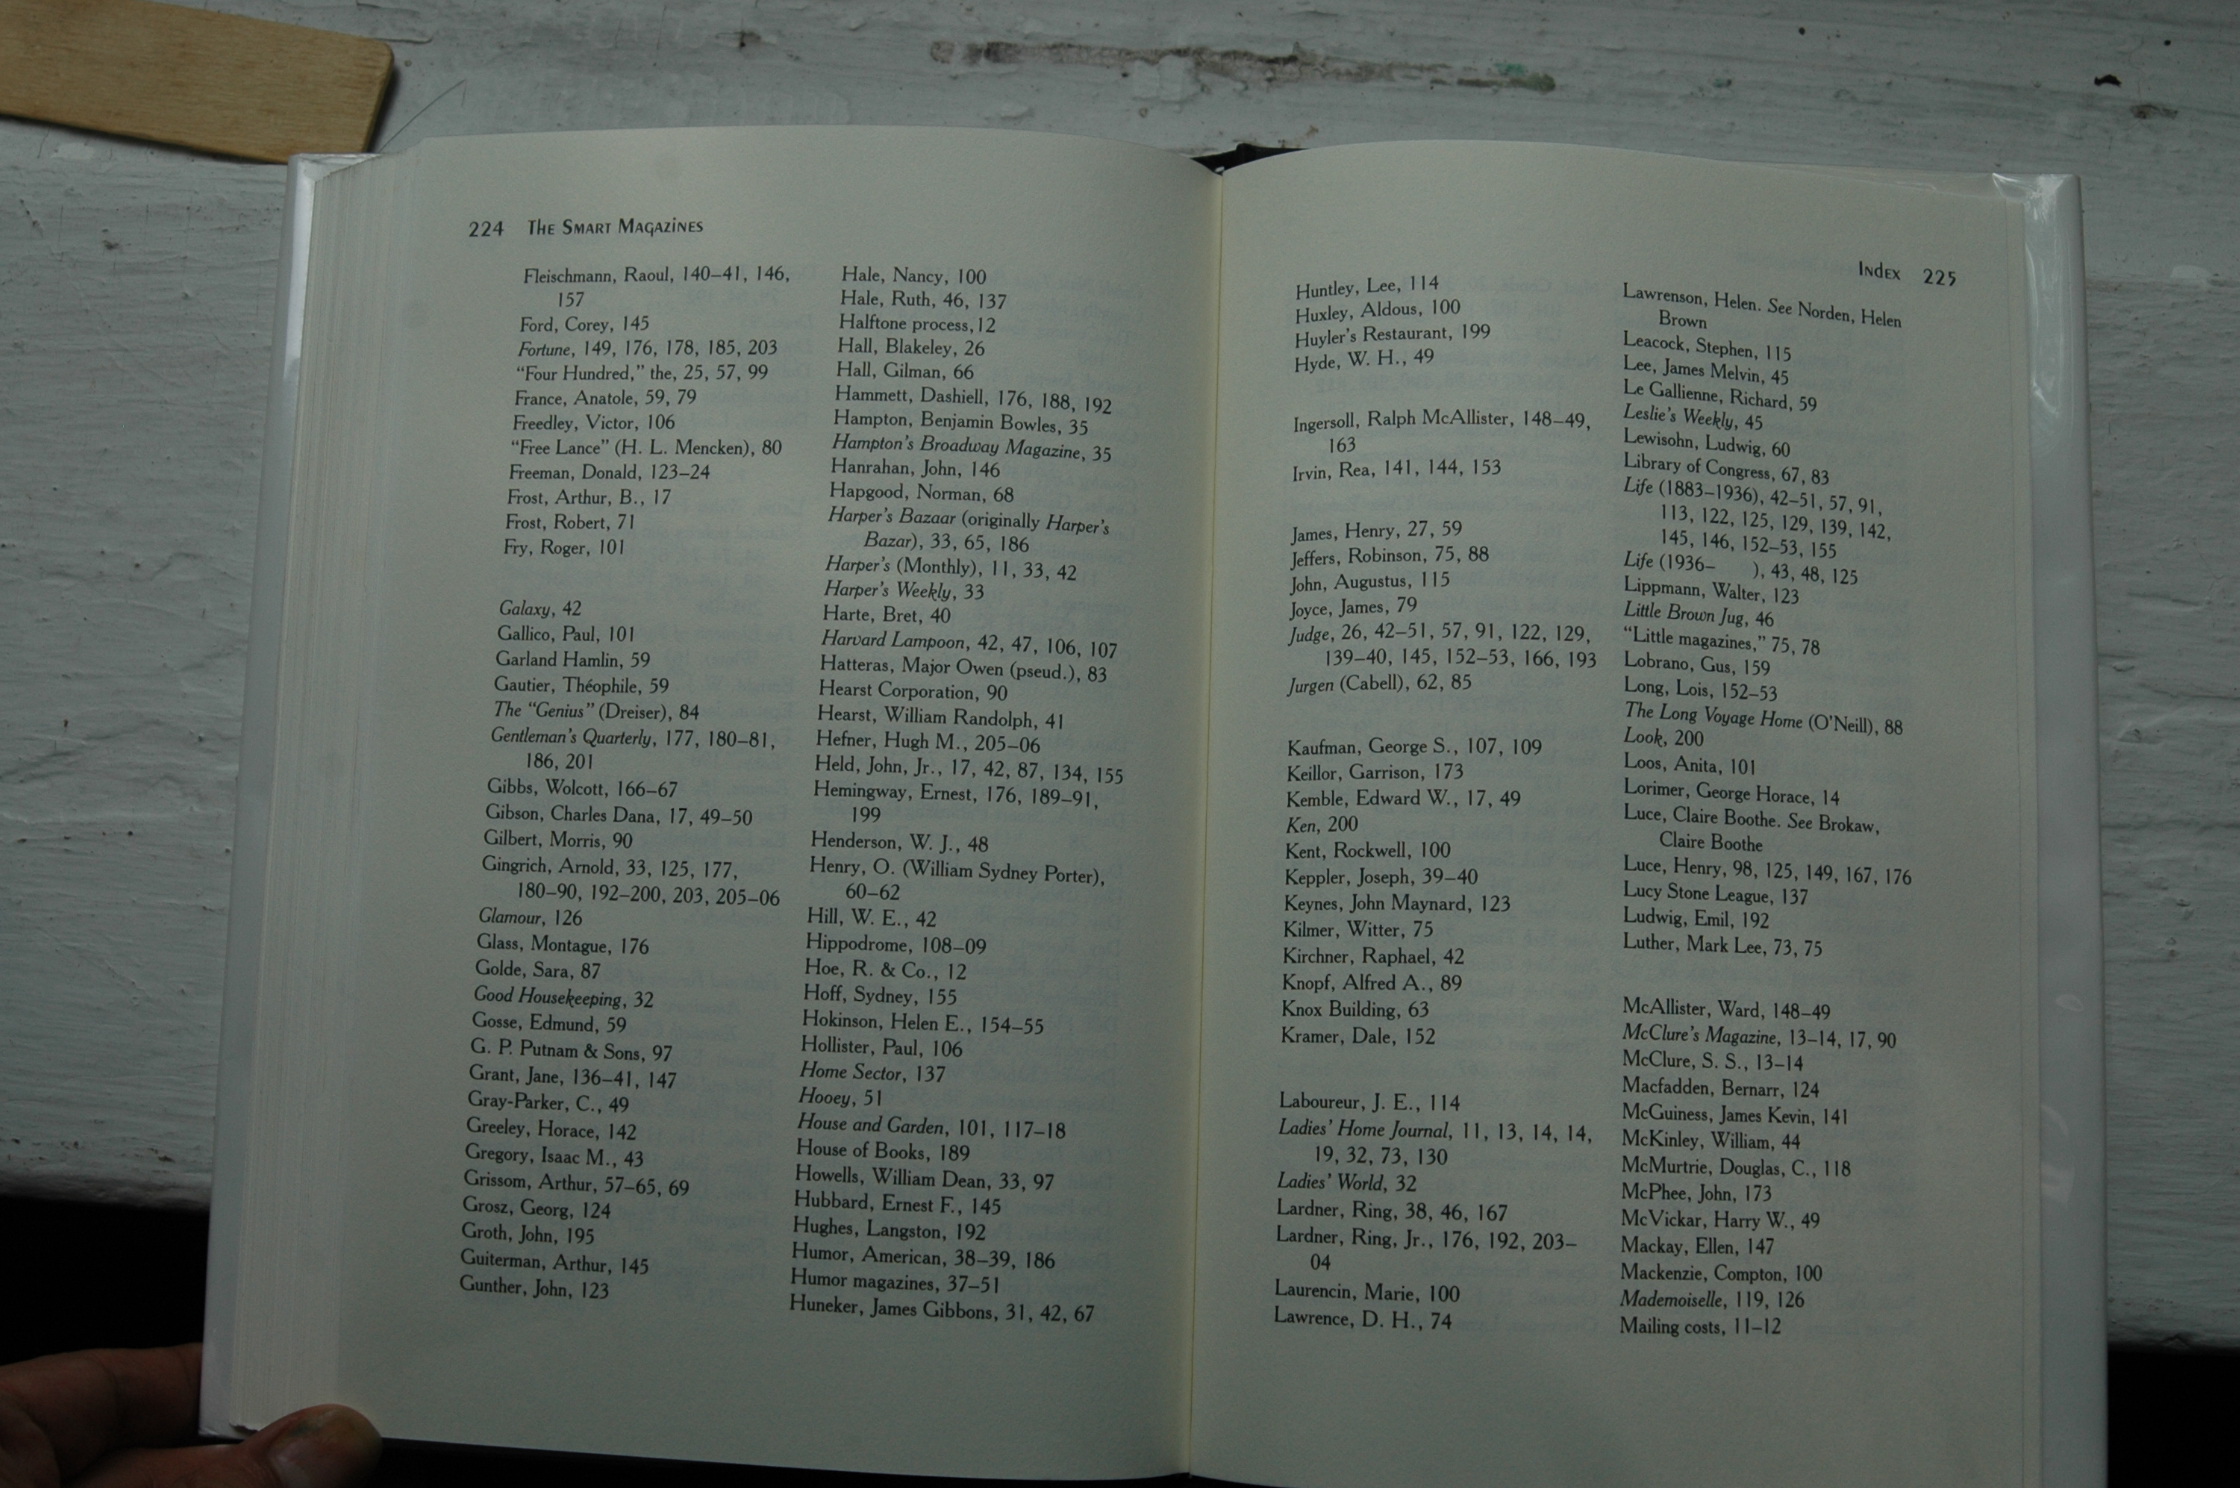 224 The Smart Magazines
Fleischmann, Raoul, 140–41, 146,
157
Ford, Corey, 145
Fortune, 149, 176, 178, 185, 203
“Four Hundred,” the, 25, 57, 99
France, Anatole, 59, 79
Freedley, Victor, 106
“Free Lance” (H. L. Mencken), 80
Freeman, Donald, 123–24
Frost, Arthur, B., 17
Frost, Robert, 71
Fry, Roger, 101
Galaxy, 42
Gallico, Paul, 101
Garland Hamlin, 59
Gautier, Théophile, 59
The “Genius” (Dreiser), 84
Gentleman’s Quarterly, 177, 180–81,
186, 201
Gibbs, Wolcott, 166–67
Gibson, Charles Dana, 17, 49–50
Gilbert, Morris, 90
Gingrich, Arnold, 33, 125, 177,
180–90, 192–200, 203, 205–06
Glamour, 126
Glass, Montague, 176
Golde, Sara, 87
Good Housekeeping, 32
Gosse, Edmund, 59
G. P. Putnam & Sons, 97
Grant, Jane, 136–41, 147
Gray-Parker, C., 49
Greeley, Horace, 142
Gregory, Isaac M., 43
Grissom, Arthur, 57–65, 69
Grosz, Georg, 124
Groth, John, 195
Guiterman, Arthur, 145
Gunther, John, 123
Hale, Nancy, 100
Hale, Ruth, 46, 137
Halftone process, 12
Hall, Blakeley, 26
Hall, Gilman, 66
Hammett, Dashiell, 176, 188, 192
Hampton, Benjamin Bowles, 35
Hampton’s Broadway Magazine, 35
Hanrahan, John, 146
Hapgood, Norman, 68
Harper’s Bazaar (originally Harper’s
Bazar), 33, 65, 186
Harper’s (Monthly), 11, 33, 42
Harper’s Weekly, 33
Harte, Bret, 40
Harvard Lampoon, 42, 47, 106, 107
Hatteras, Major Owen (pseud.), 83
Hearst Corporation, 90
Hearst, William Randolph, 41
Hefner, Hugh M., 205–06
Held, John, Jr., 17, 42, 87, 134, 155
Hemingway, Ernest, 176, 189–91,
199
Henderson, W. J., 48
Henry, O. (William Sydney Porter),
60–62
Hill, W. E., 42
Hippodrome, 108–09
Hoe, R. & Co., 12
Hoff, Sydney, 155
Hokinson, Helen E., 154–55
Hollister, Paul, 106
Home Sector, 137
Hooey, 51
House and Garden, 101, 117–18
House of Books, 189
Howells, William Dean, 33, 97
Hubbard, Ernest F., 145
Hughes, Langston, 192
Humor, American, 38–39, 186
Humor magazines, 37–51
Huneker, James Gibbons, 31, 42, 67
Index 225
Huntley, Lee, 114
Huxley, Aldous, 100
Huyler’s Restaurant, 199
Hyde, W. H., 49
Ingersoll, Ralph McAllister, 148–49,
163
Irvin, Rea, 141, 144, 153
James, Henry, 27, 59
Jeffers, Robinson, 75, 88
John, Augustus, 115
Joyce, James, 79
Judge, 26, 42–51, 57, 91, 122, 129,
139–40, 145, 152–53, 166, 193
Jurgen (Cabell), 62, 85
Kaufman, George S., 107, 109
Keillor, Garrison, 173
Kemble, Edward W., 17, 49
Ken, 200
Kent, Rockwell, 100
Keppler, Joseph, 39–40
Keynes, John Maynard, 123
Kilmer, Witter, 75
Kirchner, Raphael, 42
Knopf, Alfred A., 89
Knox Building, 63
Kramer, Dale, 152
Laboureur, J. E., 114
Ladies’ Home Journal, 11, 13, 14, 14,
19, 32, 73, 130
Ladies’ World, 32
Lardner, Ring, 38, 46, 167
Lardner, Ring, Jr., 176, 192, 203–
04
Laurencin, Marie, 100
Lawrence, D. H., 74
Lawrenson, Helen. See Norden, Helen
Brown
Leacock, Stephen, 115
Lee, James Melvin, 45
Le Gallienne, Richard, 59
Leslie’s Weekly, 45
Lewisohn, Ludwig, 60
Library of Congress, 67, 83
Life (1883–1936), 42–51, 57, 91,
113, 122, 125, 129, 139, 142,
145, 146, 152–53, 155
Life (1936– ), 43, 48, 125
Lippmann, Walter, 123
Little Brown Jug, 46
“Little magazines,” 75, 78
Lobrano, Gus, 159
Long, Lois, 152–53
The Long Voyage Home (O’Neill), 88
Look, 200
Loos, Anita, 101
Lorimer, George Horace, 14
Luce, Claire Boothe. See Brokaw,
Claire Boothe
Luce, Henry, 98, 125, 149, 167, 176
Lucy Stone League, 137
Ludwig, Emil, 192
Luther, Mark Lee, 73, 75
McAllister, Ward, 148–49
McClure’s Magazine, 13–14, 17, 90
McClure, S. S., 13–14
Macfadden, Bernarr, 124
McGuiness, James Kevin, 141
McKinley, William, 44
McMurtrie, Douglas, C., 118
McPhee, John, 173
McVickar, Harry W., 49
Mackay, Ellen, 147
Mackenzie, Compton, 100
Mademoiselle, 119, 126
Mailing costs, 11–12